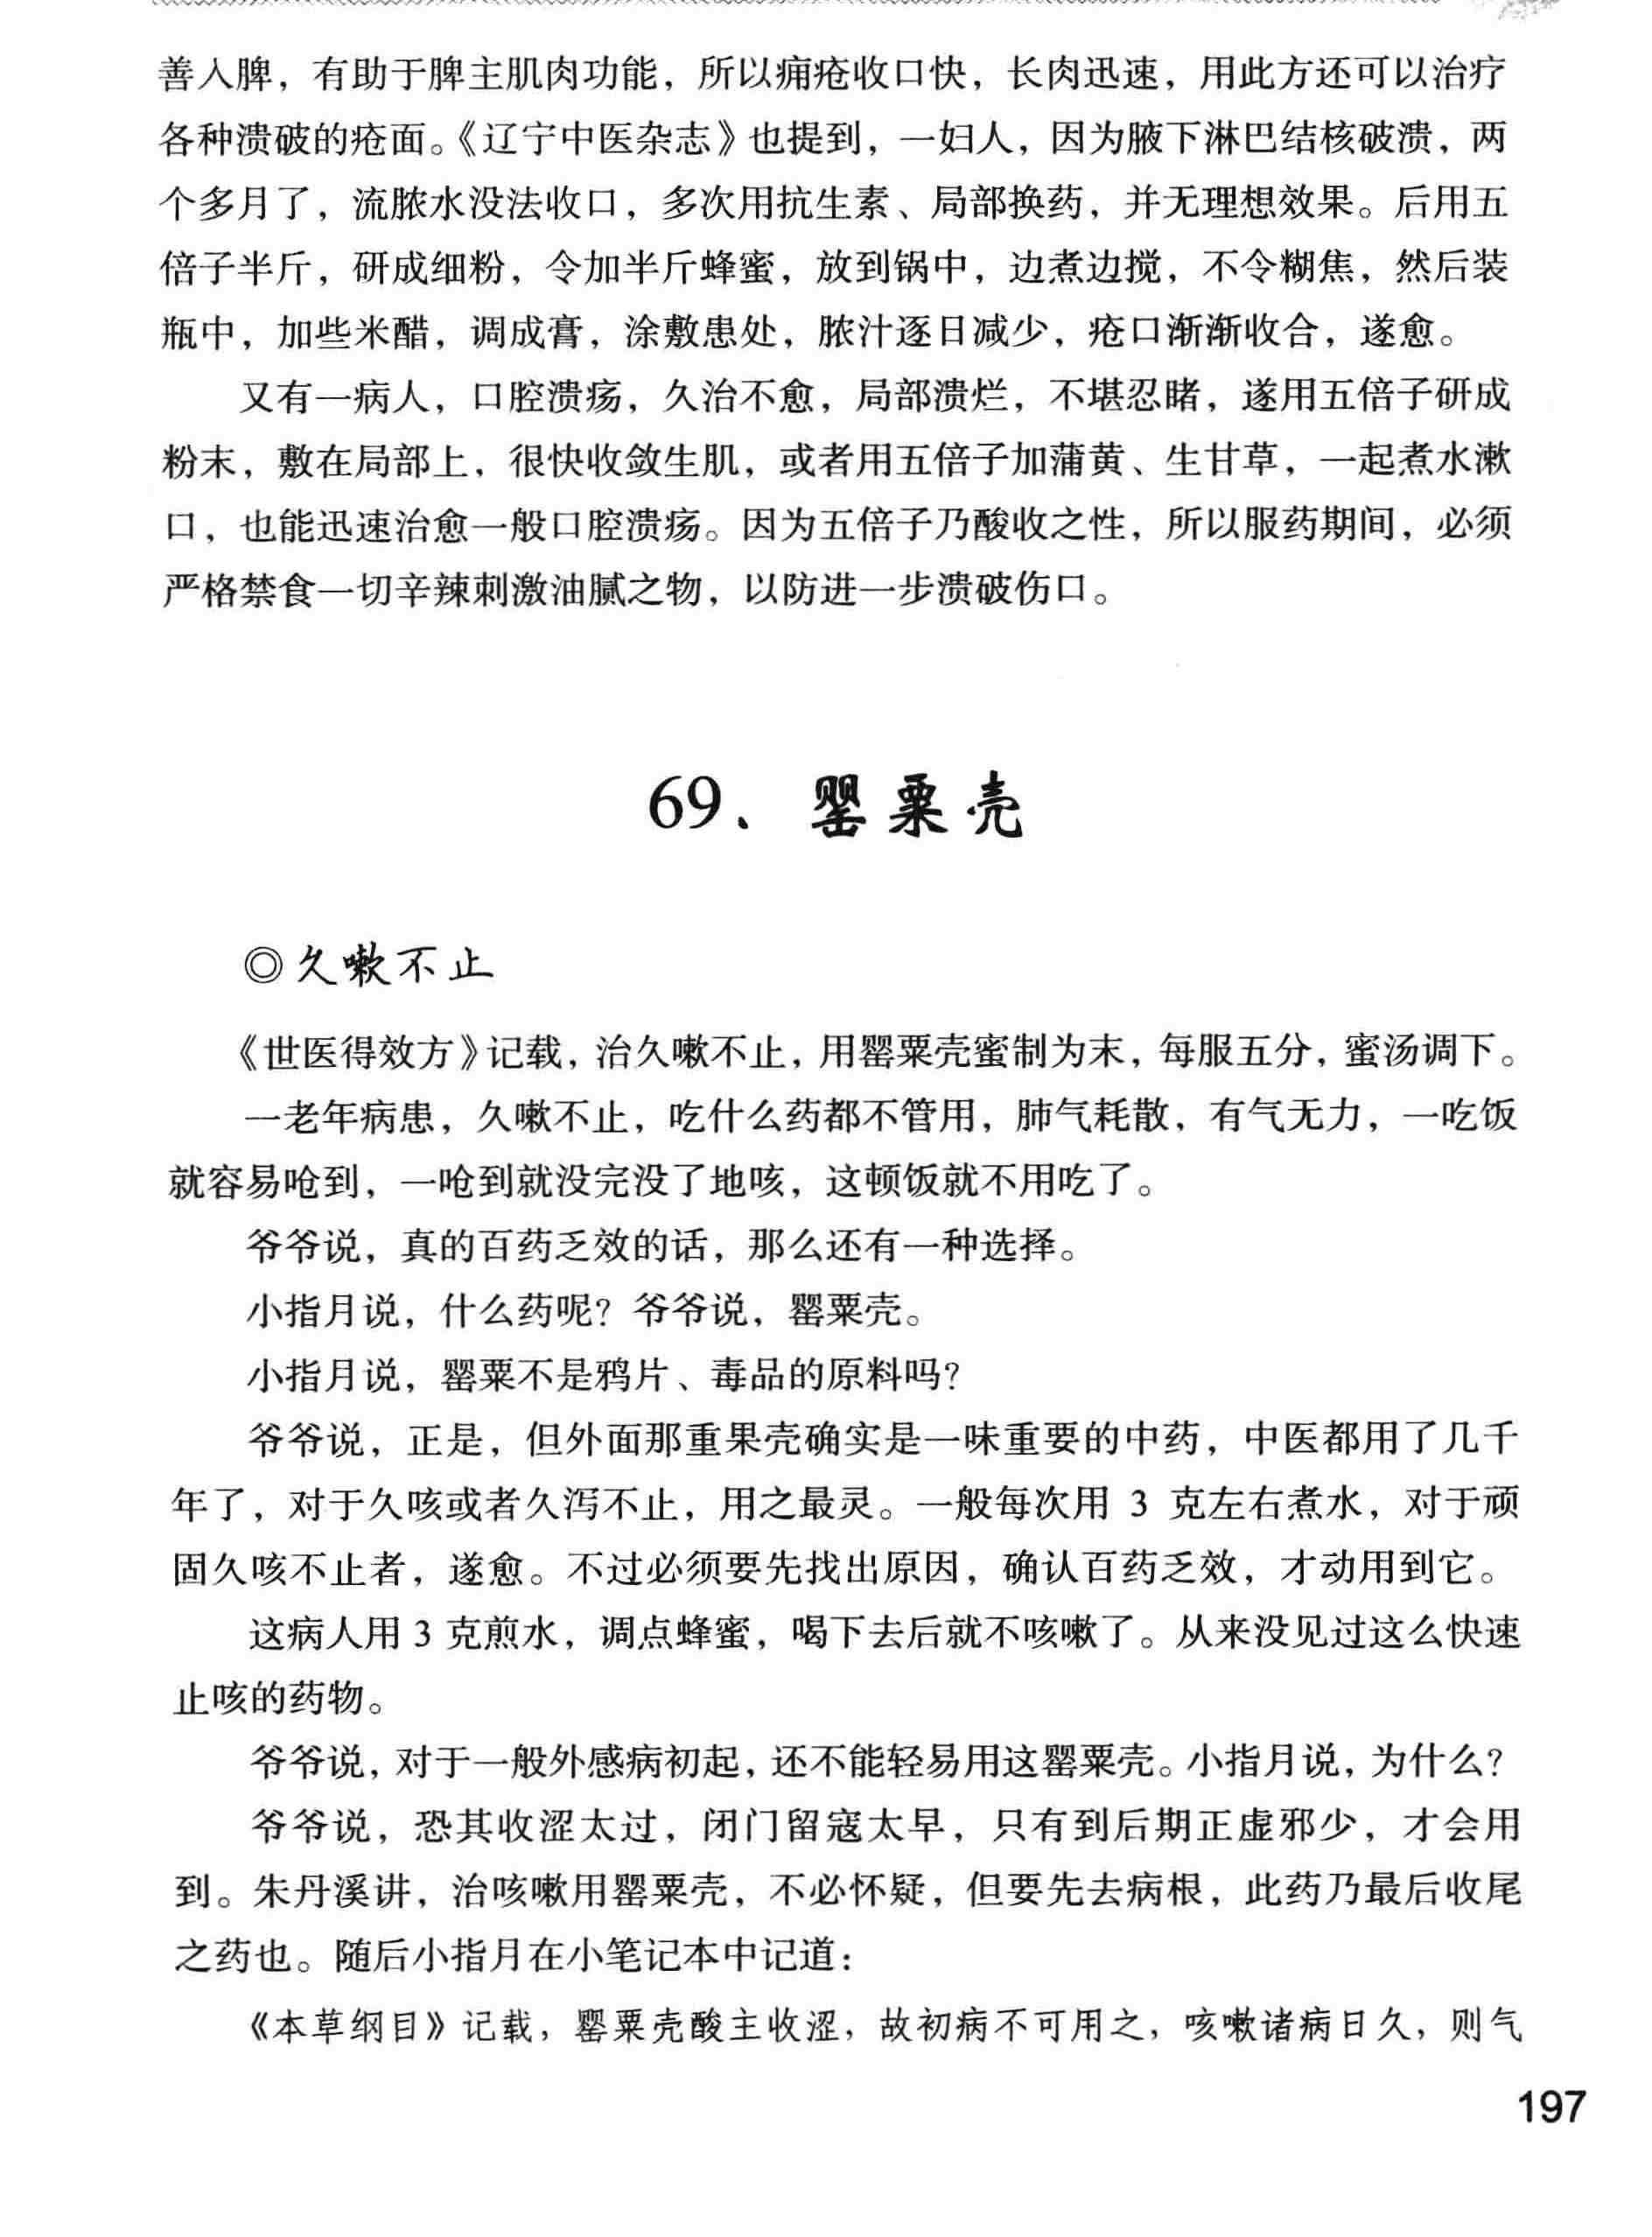 善入脾，有助于脾主肌肉功能，所以痈疮收口快，长肉迅速，用此方还可以治疗
各种溃破的疮面。《辽宁中医杂志》也提到，一妇人，因为腋下淋巴结核破溃，两
个多月了，流脓水没法收口，多次用抗生素、局部换药，并无理想效果。后用五
倍子半斤，研成细粉，令加半斤蜂蜜，放到锅中，边煮边搅，不令糊焦，然后装
瓶中，加些米醋，调成膏，涂敷患处，脓汁逐日减少，疮口渐渐收合，遂愈。
又有一病人，口腔溃疡，久治不愈，局部溃烂，不堪忍睹，遂用五倍子研成
粉末，敷在局部上，很快收敛生肌，或者用五倍子加蒲黄、生甘草，一起煮水漱
口，也能迅速治愈一般口腔溃疡。因为五倍子乃酸收之性，所以服药期间，必须
严格禁食一切辛辣刺激油腻之物，以防进一步溃破伤口。
69、罂粟壳
◎久嗽不止
《世医得效方》记载，治久嗽不止，用罂粟壳蜜制为末，每服五分，蜜汤调下。
一老年病患，久嗽不止，吃什么药都不管用，肺气耗散，有气无力，一吃饭
就容易呛到，一呛到就没完没了地咳，这顿饭就不用吃了。
爷爷说，真的百药乏效的话，那么还有一种选择。
小指月说，什么药呢？爷爷说，罂粟壳。
小指月说，罂粟不是鸦片、毒品的原料吗？
爷爷说，正是，但外面那重果壳确实是一味重要的中药，中医都用了几千
年了，对于久咳或者久泻不止，用之最灵。一般每次用 3 克左右煮水，对于顽
固久咳不止者，遂愈。不过必须要先找出原因，确认百药乏效，才动用到它。
这病人用 3 克煎水，调点蜂蜜，喝下去后就不咳嗽了。从来没见过这么快速
止咳的药物。
爷爷说，对于一般外感病初起，还不能轻易用这罂粟壳。小指月说，为什么？
爷爷说，恐其收涩太过，闭门留寇太早，只有到后期正虚邪少，才会用
到。朱丹溪讲，治咳嗽用罂粟壳，不必怀疑，但要先去病根，此药乃最后收尾
之药也。随后小指月在小笔记本中记道：
《本草纲目》记载，罂粟壳酸主收涩，故初病不可用之，咳嗽诸病日久，则气
197